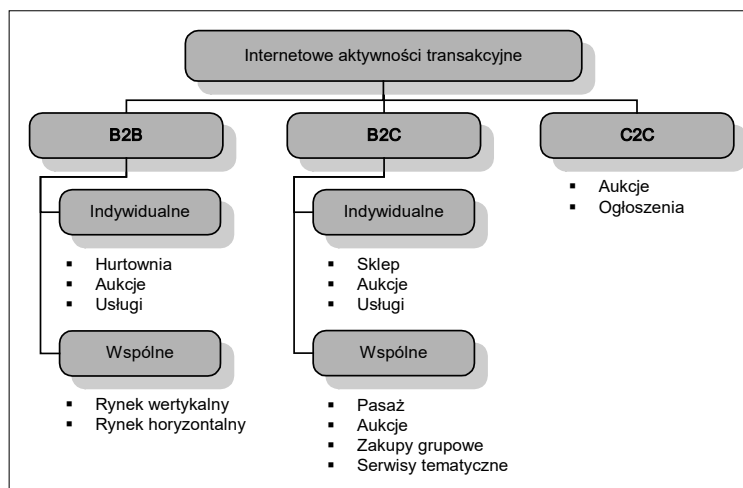 Internetowe aktywności transakcyjne
B2B
Indywidualne
▪ Hurtownia
▪ Aukcje
▪ Usługi
Wspólne
▪ Rynek wertykalny
▪ Rynek horyzontalny
B2C
Indywidualne
▪ Sklep
▪ Aukcje
▪ Usługi
Wspólne
▪ Pasaż
▪ Aukcje
▪ Zakupy grupowe
▪ Serwisy tematyczne
C2C
▪ Aukcje
▪ Ogłoszenia